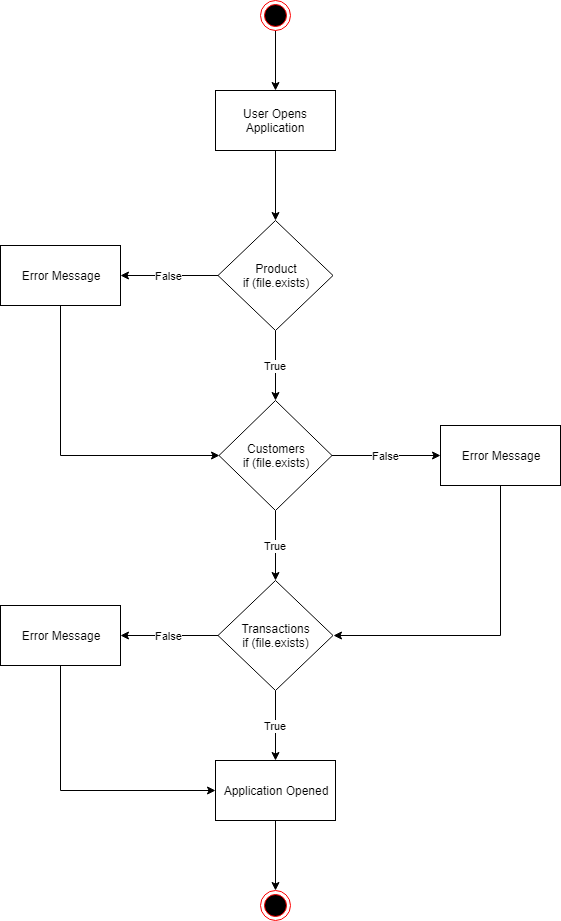 User Opens
Application
Product
if (file.exists)
False
Error Message
True
Customers
if (file.exists)
False
Error Message
True
Transactions
if (file.exists)
False
Error Message
True
Application Opened